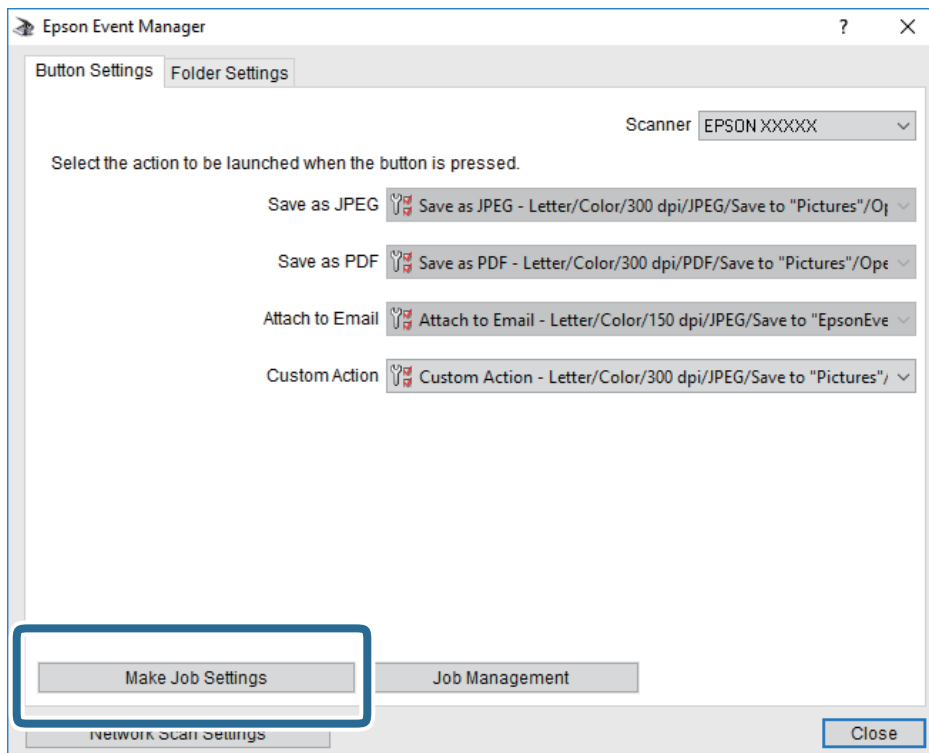 Epson Event Manager
Button Settings Folder Settings
Scanner EPSON XXXXX
Select the action to be launched when the button is pressed.
Save as JPEG Save as JPEG - Letter/Color/300 dpi/JPEG/Save to "Pictures"/Op
Save as PDF Save as PDF - Letter/Color/300 dpi/PDF/Save to "Pictures"/Ope
Attach to Email Attach to Email - Letter/Color/150 dpi/JPEG/Save to "EpsonEve
Custom Action Custom Action - Letter/Color/300 dpi/JPEG/Save to "Pictures"/
Make Job Settings Job Management
Network Scan Settings Close